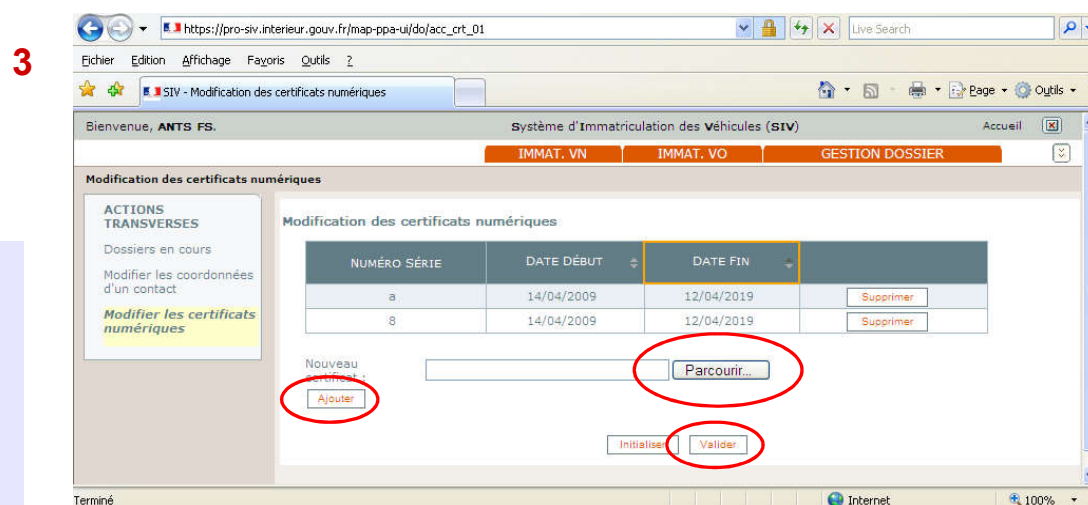 3
https://pro-siv.interieur.gouv.fr/map-ppa-ui/do/acc_crt_01
Live Search
Fichier Edition Affichage Favoris Outils ?
SIV - Modification des certificats numériques
Page Outils
Bienvenue, ANTS FS.
Système d'Immatriculation des Véhicules (SIV)
Accueil
IMMAT. VN IMMAT. VO GESTION DOSSIER
Modification des certificats numériques
ACTIONS
TRANSVERSES
Dossiers en cours
Modifier les coordonnées
d'un contact
Modifier les certificats
numériques
Modification des certificats numériques
NUMÉRO SÉRIE DATE DÉBUT DATE FIN
a 14/04/2009 12/04/2019 Supprimer
8 14/04/2009 12/04/2019 Supprimer
Nouveau
certificat :
Parcourir...
Ajouter
Initialiser Valider
Terminé Internet 100%